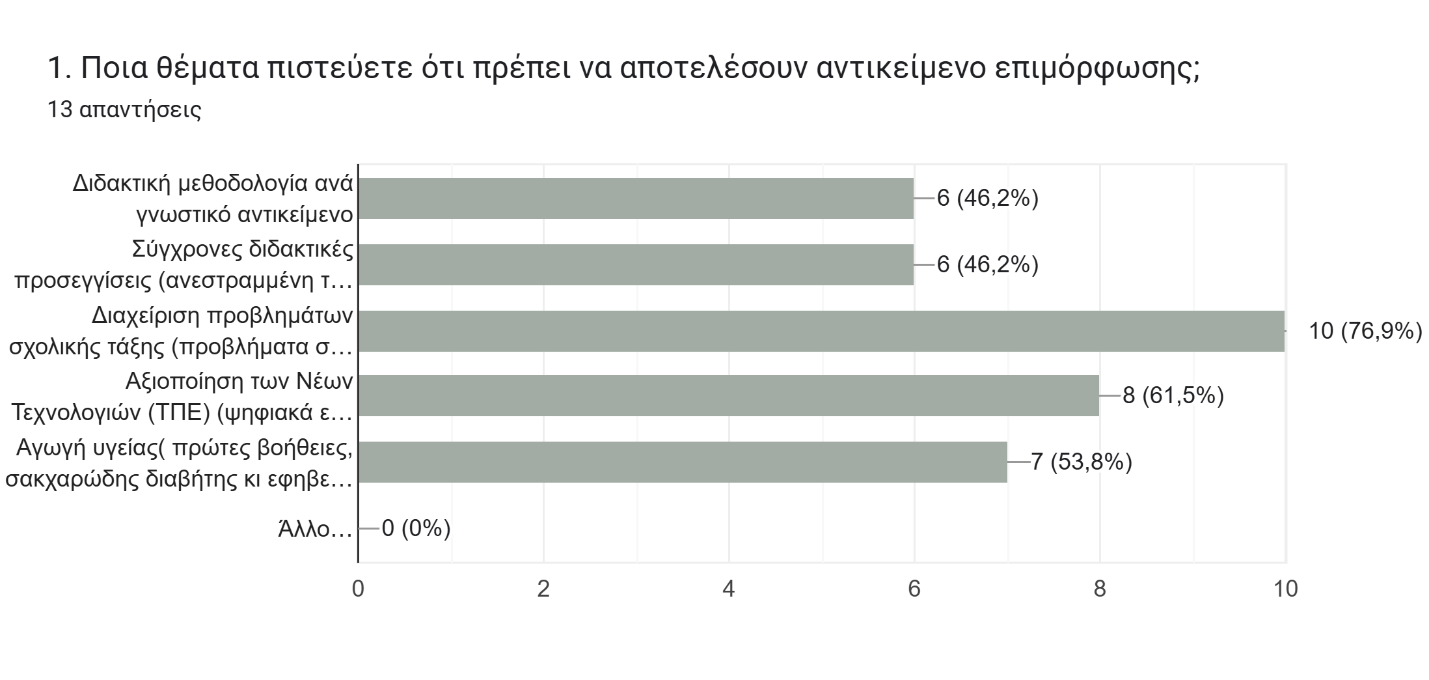 1. Ποια θέματα πιστεύετε ότι πρέπει να αποτελέσουν αντικείμενο επιμόρφωσης;
13 απαντήσεις
Διδακτική μεθοδολογία ανά
γνωστικό αντικείμενο
6 (46,2%)
Σύγχρονες διδακτικές
προσεγγίσεις (ανεστραμμένη τ…
6 (46,2%)
Διαχείριση προβλημάτων
σχολικής τάξης (προβλήματα σ…
10 (76,9%)
Αξιοποίηση των Νέων
Τεχνολογιών (ΤΠΕ) (ψηφιακά ε…
8 (61,5%)
Αγωγή υγείας( πρώτες βοήθειες,
σακχαρώδης διαβήτης κι εφηβε…
7 (53,8%)
Άλλο…
0 (0%)
0 2 4 6 8 10